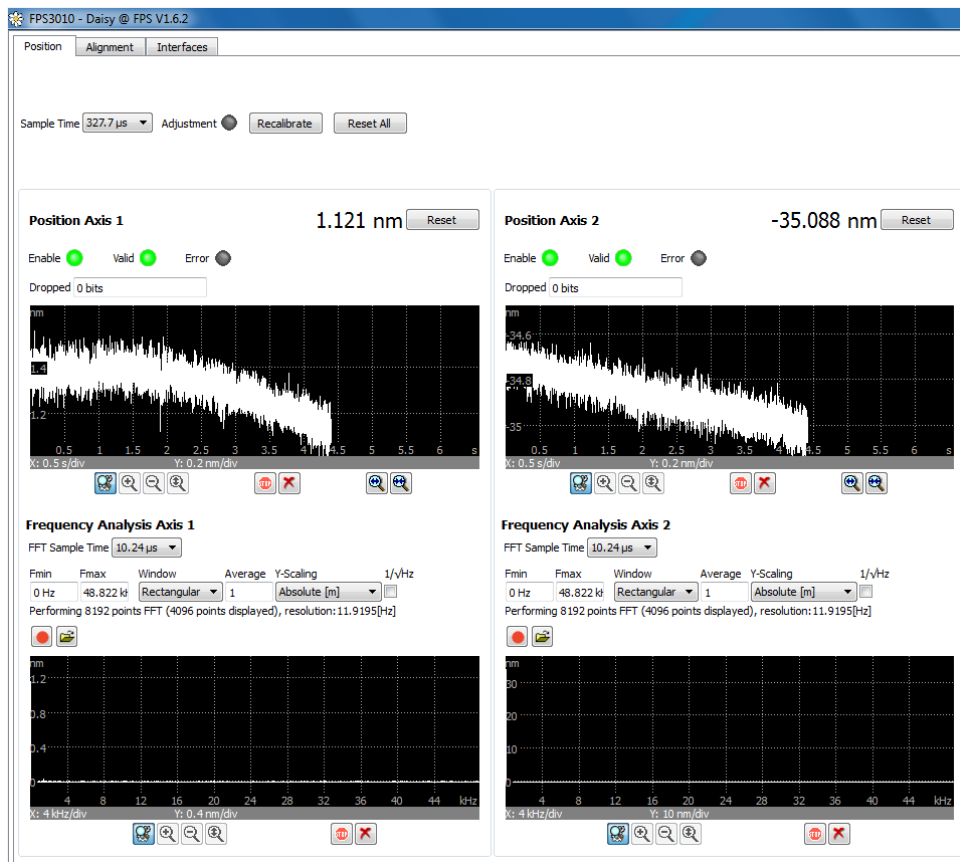 FPS3010 - Daisy @ FPS V1.6.2
Position Alignment Interfaces
Sample Time 327.7 µs Adjustment Recalibrate Reset All
Position Axis 1 1.121 nm Reset
Enable Valid Error
Dropped 0 bits
nm
1.4
1.2
0.5 1 1.5 2 2.5 3 3.5 4 4.5 5 5.5 6 s
X: 0.5 s/div Y: 0.2 nm/div
Frequency Analysis Axis 1
FFT Sample Time 10.24 µs
Fmin Fmax Window Average Y-Scaling 1/√Hz
0 Hz 48.822 kH Rectangular 1 Absolute [m]
Performing 8192 points FFT (4096 points displayed), resolution:11.9195[Hz]
nm
1.2
0.8
0.4
0
4 8 12 16 20 24 28 32 36 40 44 kHz
X: 4 kHz/div Y: 0.4 nm/div
Position Axis 2 -35.088 nm Reset
Enable Valid Error
Dropped 0 bits
nm
-34.6
-34.8
-35
0.5 1 1.5 2 2.5 3 3.5 4 4.5 5 5.5 6 s
X: 0.5 s/div Y: 0.2 nm/div
Frequency Analysis Axis 2
FFT Sample Time 10.24 µs
Fmin Fmax Window Average Y-Scaling 1/√Hz
0 Hz 48.822 kH Rectangular 1 Absolute [m]
Performing 8192 points FFT (4096 points displayed), resolution:11.9195[Hz]
nm
30
20
10
0
4 8 12 16 20 24 28 32 36 40 44 kHz
X: 4 kHz/div Y: 10 nm/div